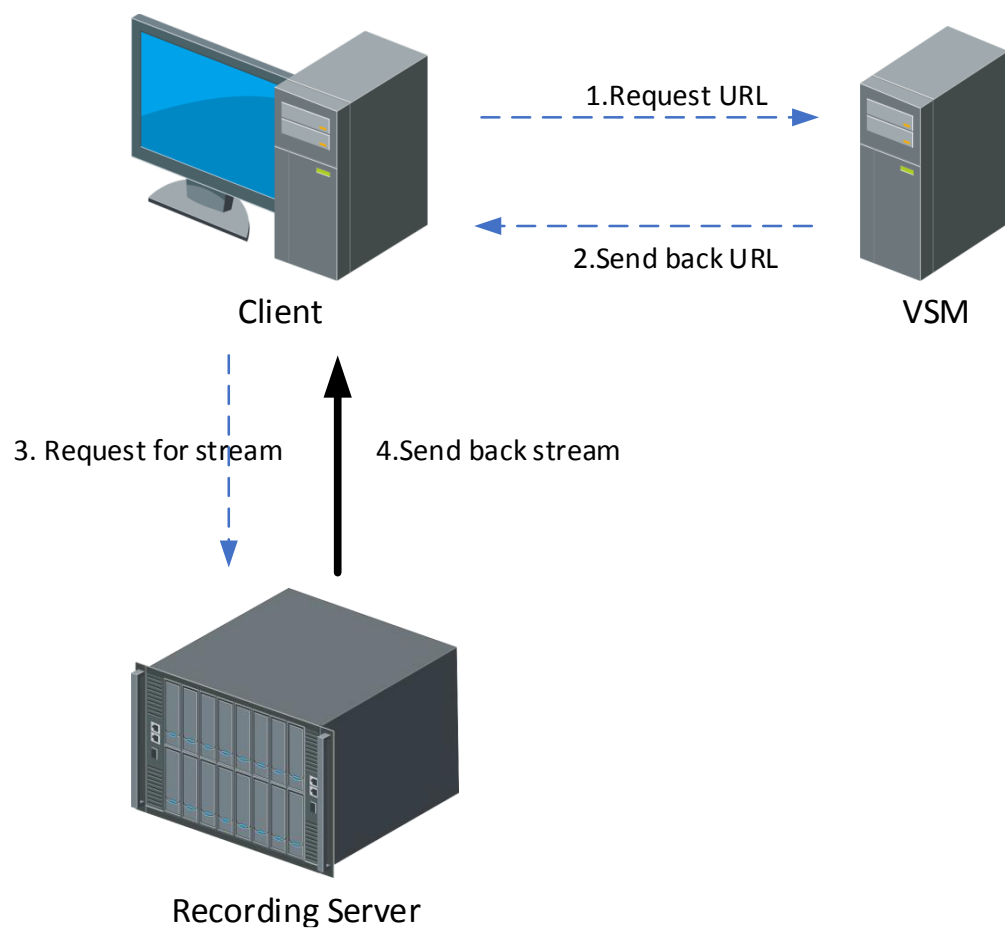 1.Request URL
2.Send back URL
Client
VSM
3. Request for stream
4.Send back stream
Recording Server